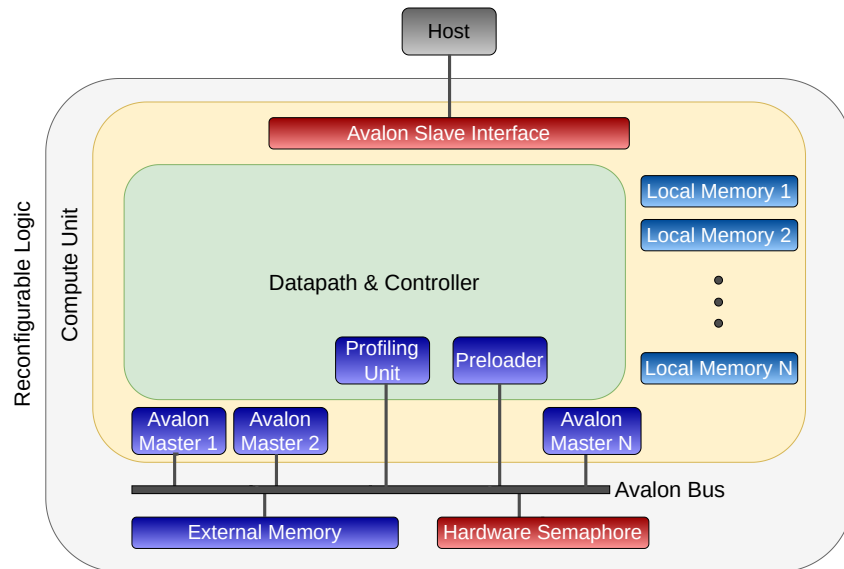 Host
Avalon Slave Interface
Reconfigurable Logic
Compute Unit
Local Memory 1
Local Memory 2
Datapath & Controller
Profiling
Unit
Preloader
Local Memory N
Avalon
Master 1
Avalon
Master 2
Avalon
Master N
Avalon Bus
External Memory
Hardware Semaphore